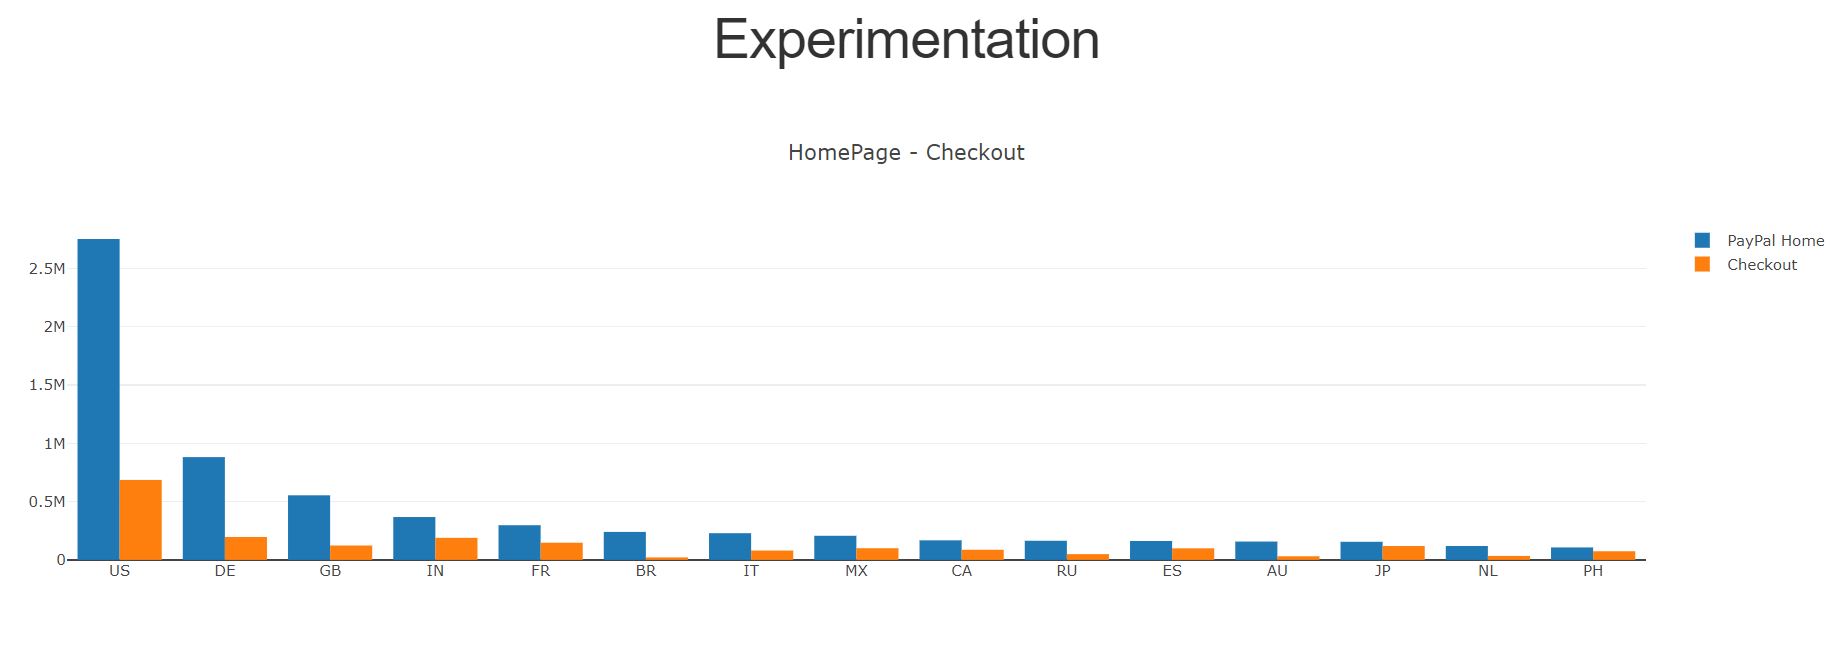 Experimentation
HomePage - Checkout
PayPal Home
Checkout
2.5M
2M
1.5M
1M
0.5M
0
US DE GB IN FR BR IT MX CA RU ES AU JP NL PH